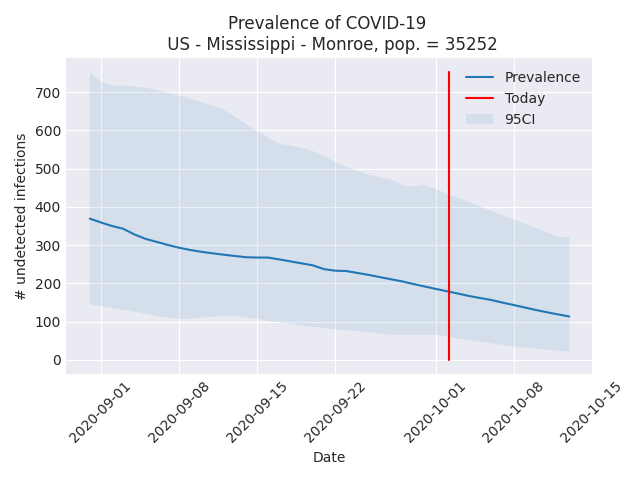 Prevalence of COVID-19
US - Mississippi - Monroe, pop. = 35252
Prevalence
Today
95CI
700
600
500
400
300
200
100
0
# undetected infections
2020-09-01
2020-09-08
2020-09-15
2020-09-22
2020-10-01
2020-10-08
2020-10-15
Date